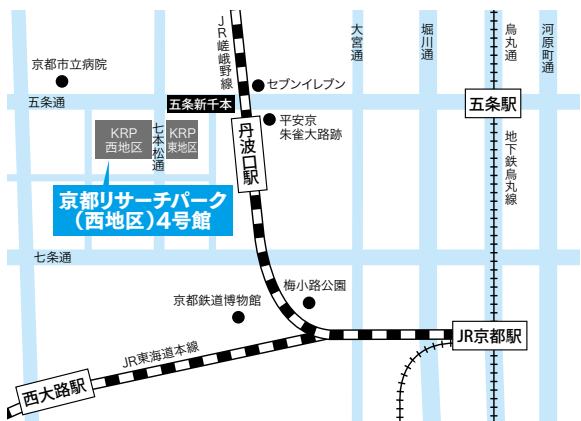 JR嵯峨野線
大宮通
堀川通
烏丸通
河原町通
京都市立病院
セブンイレブン
五条通
五条新千本
五条駅
平安京
朱雀大路跡
KRP
西地区
七本松通
KRP
東地区
丹波口駅
地下鉄烏丸線
京都リサーチパーク
（西地区）4号館
七条通
梅小路公園
京都鉄道博物館
JR京都駅
JR東海道本線
西大路駅